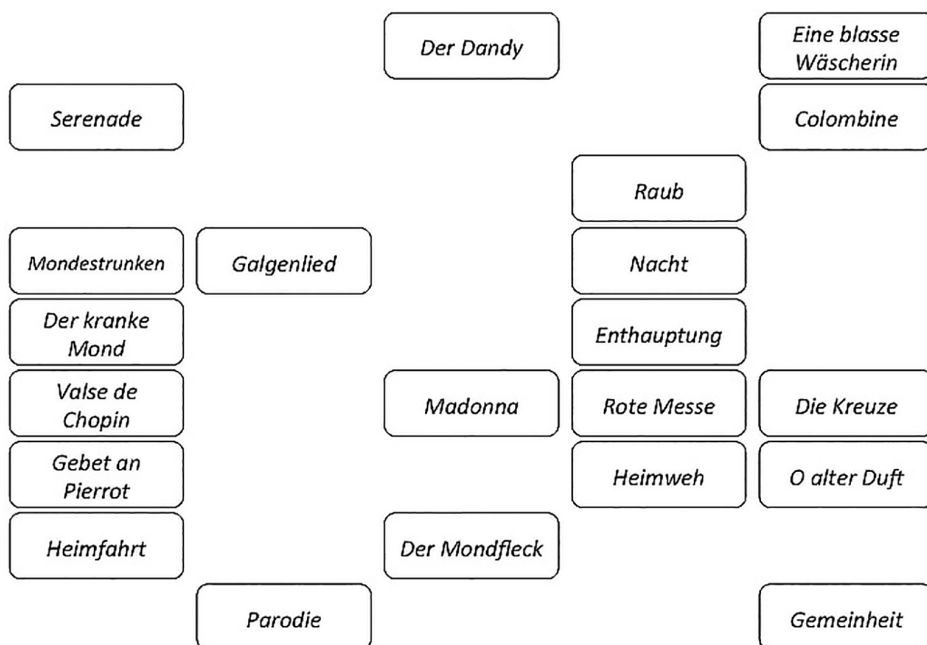 Der Dandy
Eine blasse
Wäscherin
Serenade
Colombine
Raub
Mondestrunken
Galgenlied
Nacht
Der kranke
Mond
Enthauptung
Valse de
Chopin
Madonna
Rote Messe
Die Kreuze
Gebet an
Pierrot
Heimweh
O alter Duft
Heimfahrt
Der Mondfleck
Parodie
Gemeinheit